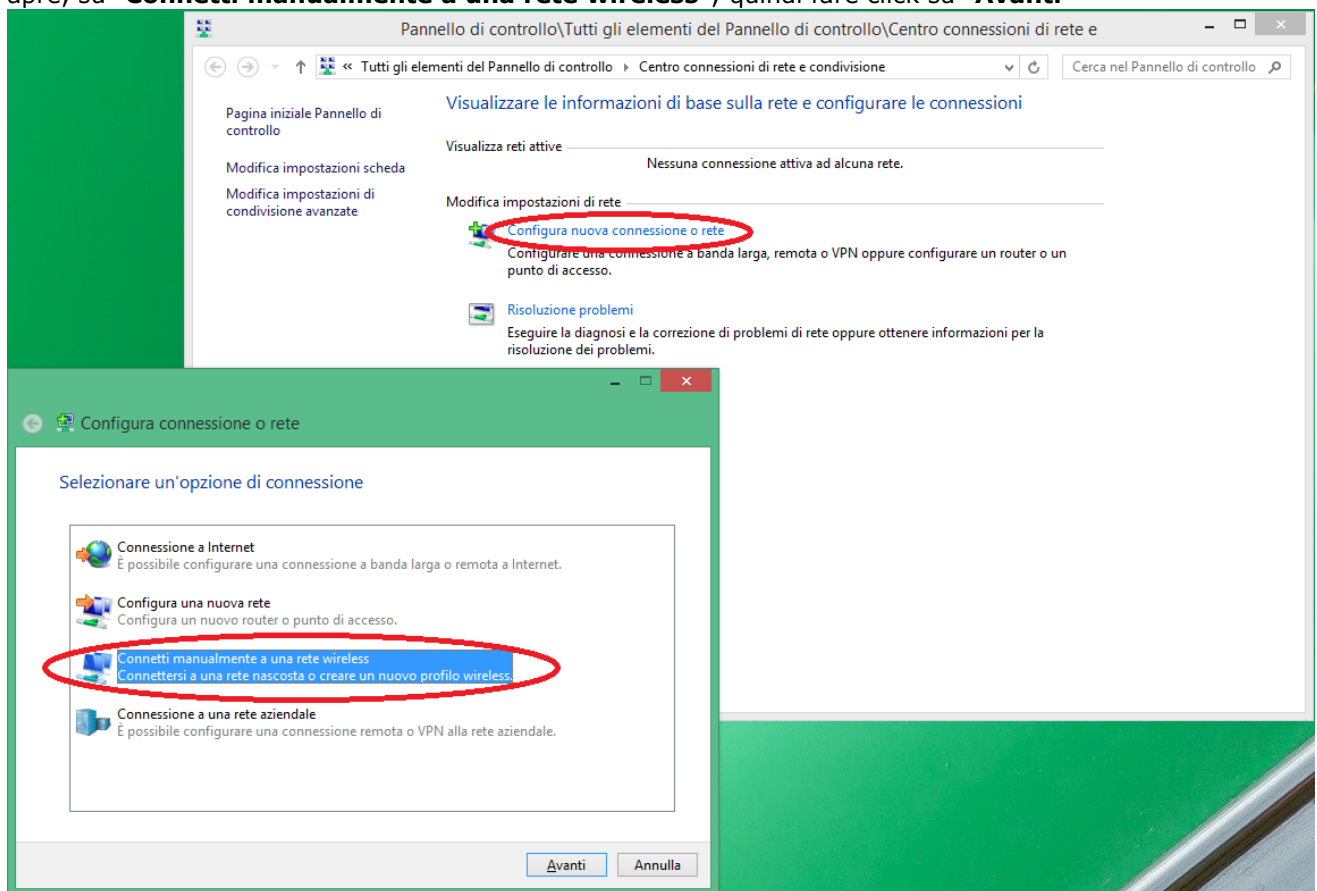 apre, su "Connetti manualmente a una rete wireless", quindi fare click su "Avanti"
Pannello di controllo\Tutti gli elementi del Pannello di controllo\Centro connessioni di rete e
« Tutti gli elementi del Pannello di controllo ▸ Centro connessioni di rete e condivisione
Cerca nel Pannello di controllo
Pagina iniziale Pannello di
controllo
Modifica impostazioni scheda
Modifica impostazioni di
condivisione avanzate
Visualizzare le informazioni di base sulla rete e configurare le connessioni
Visualizza reti attive
Nessuna connessione attiva ad alcuna rete.
Modifica impostazioni di rete
Configura nuova connessione o rete
Configurare una connessione a banda larga, remota o VPN oppure configurare un router o un
punto di accesso.
Risoluzione problemi
Eseguire la diagnosi e la correzione di problemi di rete oppure ottenere informazioni per la
risoluzione dei problemi.
Configura connessione o rete
Selezionare un'opzione di connessione
Connessione a Internet
È possibile configurare una connessione a banda larga o remota a Internet.
Configura una nuova rete
Configura un nuovo router o punto di accesso.
Connetti manualmente a una rete wireless
Connettersi a una rete nascosta o creare un nuovo profilo wireless.
Connessione a una rete aziendale
È possibile configurare una connessione remota o VPN alla rete aziendale.
Avanti
Annulla